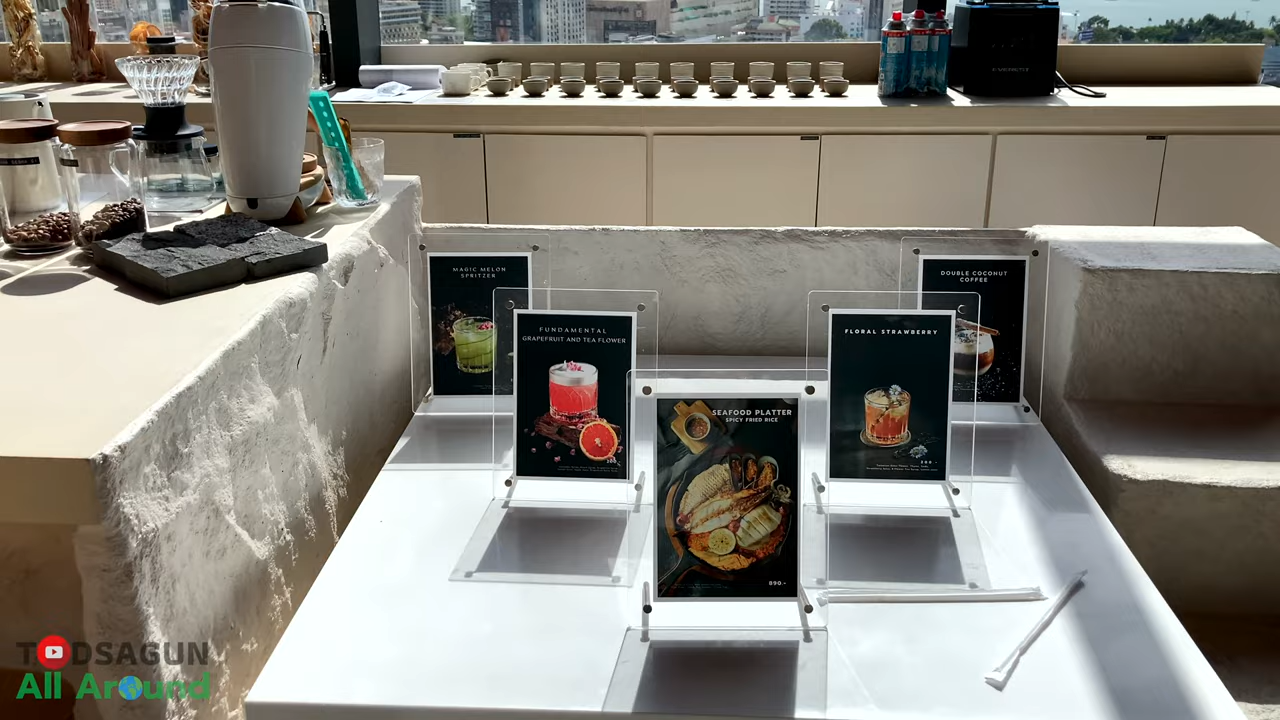 MAGIC MELON
SPRITZER
DOUBLE COCONUT
COFFEE
FUNDAMENTAL
GRAPEFRUIT AND TEA FLOWER
FLORAL STRAWBERRY
SEAFOOD PLATTER
SPICY FRIED RICE
890.-
TODSAGUN
All Around